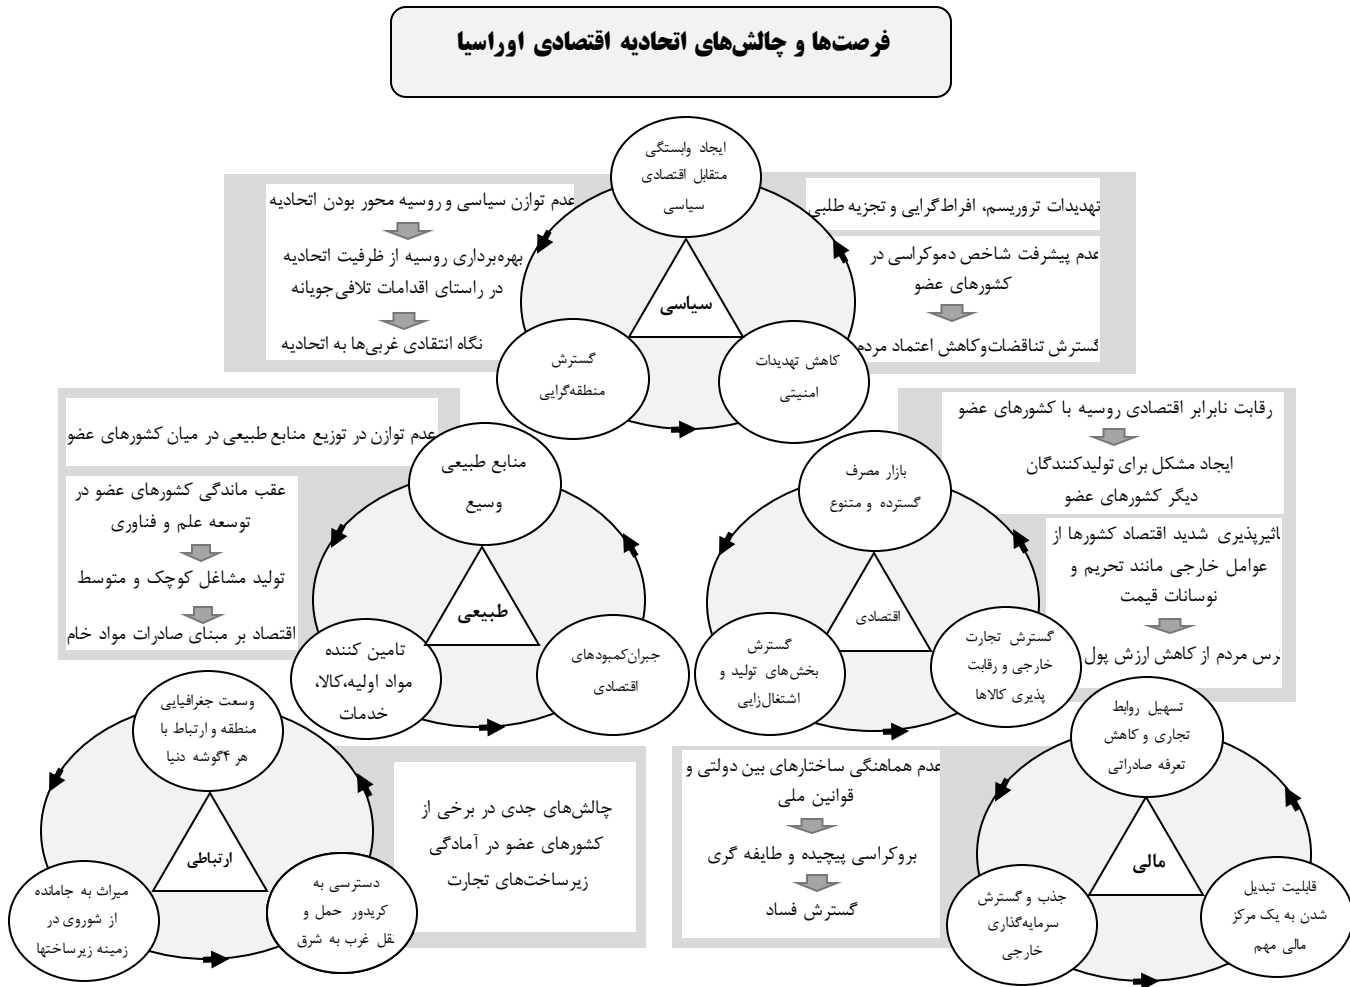 فرصت‌ها و چالش‌های اتحادیه اقتصادی اوراسیا
ایجاد وابستگی
متقابل اقتصادی
سیاسی
سیاسی
گسترش
منطقه‌گرایی
کاهش تهدیدات
امنیتی
تهدیدات تروریسم، افراط‌گرایی و تجزیه طلبی
عدم پیشرفت شاخص دموکراسی در
کشورهای عضو
گسترش تناقضات‌وکاهش اعتماد مردم
عدم توازن سیاسی و روسیه محور بودن اتحادیه
بهره‌برداری روسیه از ظرفیت اتحادیه
در راستای اقدامات تلافی‌جویانه
نگاه انتقادی غربی‌ها به اتحادیه
رقابت نابرابر اقتصادی روسیه با کشورهای عضو
ایجاد مشکل برای تولیدکنندگان
دیگر کشورهای عضو
تاثیرپذیری شدید اقتصاد کشورها از
عوامل خارجی مانند تحریم و
نوسانات قیمت
ترس مردم از کاهش ارزش پول
بازار مصرف
گسترده و متنوع
اقتصادی
گسترش تجارت
خارجی و رقابت
پذیری کالاها
گسترش
بخش‌های تولید و
اشتغال‌زایی
عدم توازن در توزیع منابع طبیعی در میان کشورهای عضو
عقب ماندگی کشورهای عضو در
توسعه علم و فناوری
تولید مشاغل کوچک و متوسط
اقتصاد بر مبنای صادرات مواد خام
منابع طبیعی
وسیع
طبیعی
جبران‌کمبودهای
اقتصادی
تامین کننده
مواد اولیه،کالا،
خدمات
تسهیل روابط
تجاری و کاهش
تعرفه صادراتی
مالی
قابلیت تبدیل
شدن به یک مرکز
مالی مهم
جذب و گسترش
سرمایه‌گذاری
خارجی
عدم هماهنگی ساختارهای بین دولتی و
قوانین ملی
بروکراسی پیچیده و طایفه گری
گسترش فساد
وسعت جغرافیایی
منطقه و ارتباط با
هر ۴گوشه دنیا
ارتباطی
دسترسی به
کریدور حمل و
نقل غرب به شرق
میراث به جامانده
از شوروی در
زمینه زیرساختها
چالش‌های جدی در برخی از
کشورهای عضو در آمادگی
زیرساخت‌های تجارت